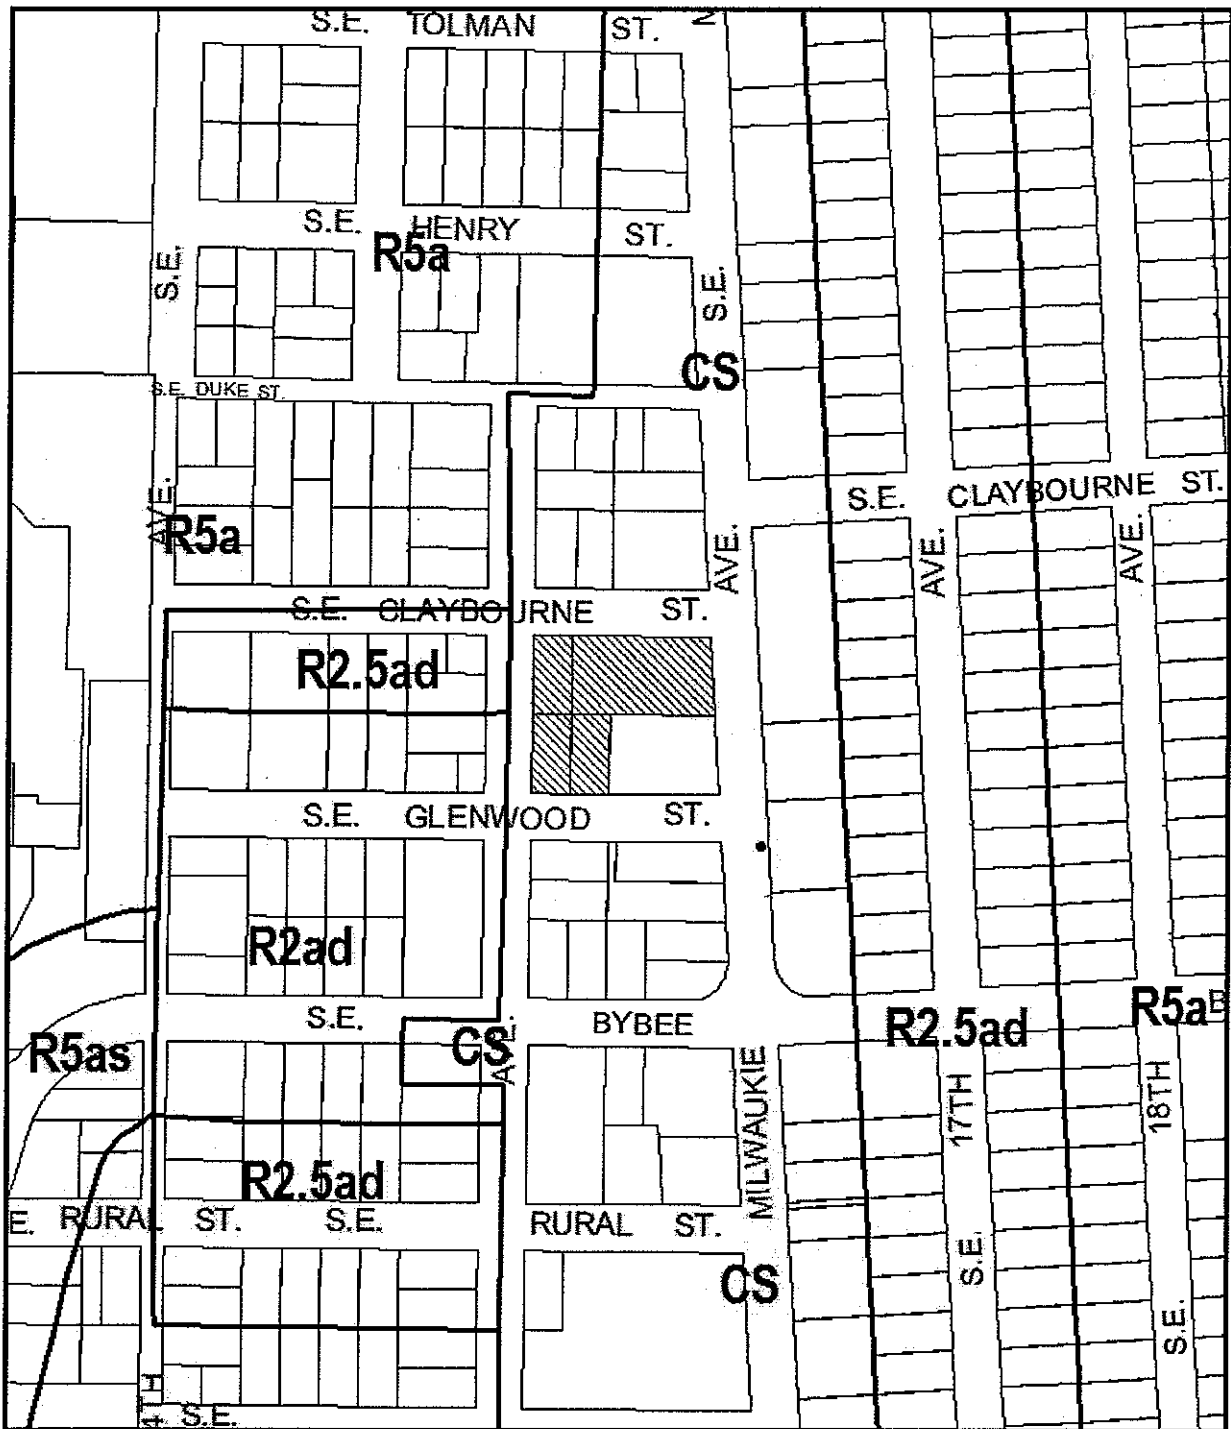 S.E. TOLMAN ST.
S.E. HENRY ST.
R5a
S.E.
S.E.
CS
S.E. DUKE ST.
AVE.
R5a
S.E. CLAYBOURNE ST.
AVE.
AVE.
AVE.
S.E. CLAYBOURNE ST.
R2.5ad
S.E. GLENWOOD ST.
R2ad
S.E. BYBEE
R5as
CS
R2.5ad
R5a
B
MILWAUKIE
17TH
18TH
R2.5ad
E. RURAL ST. S.E. RURAL ST.
S.E.
CS
S.E.
4TH
S.E.